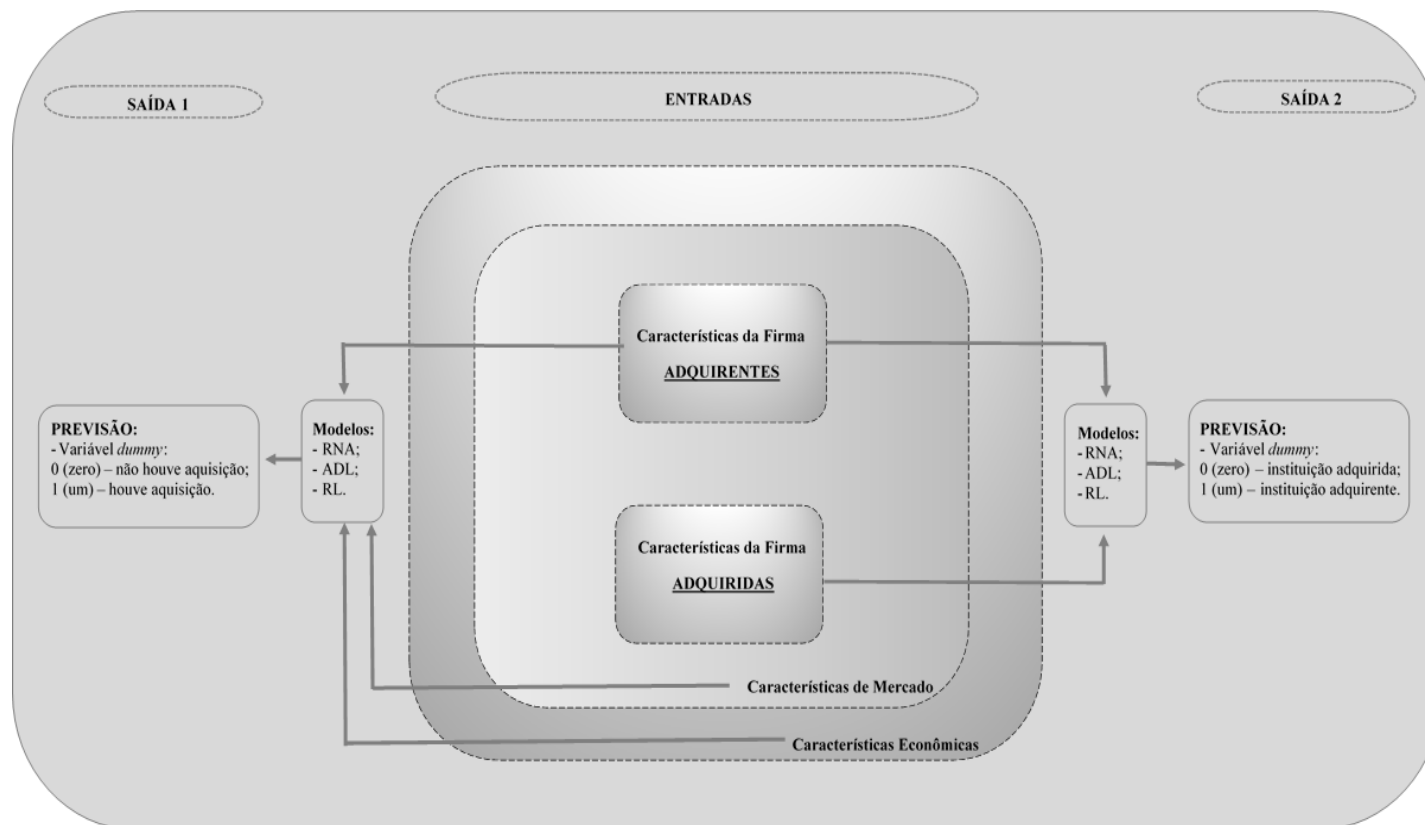 SAÍDA 1
ENTRADAS
SAÍDA 2
Características da Firma
ADQUIRENTES
PREVISÃO:
- Variável dummy:
0 (zero) – não houve aquisição;
1 (um) – houve aquisição.
Modelos:
- RNA;
- ADL;
- RL.
Modelos:
- RNA;
- ADL;
- RL.
PREVISÃO:
- Variável dummy:
0 (zero) – instituição adquirida;
1 (um) – instituição adquirente.
Características da Firma
ADQUIRIDAS
Características de Mercado
Características Econômicas